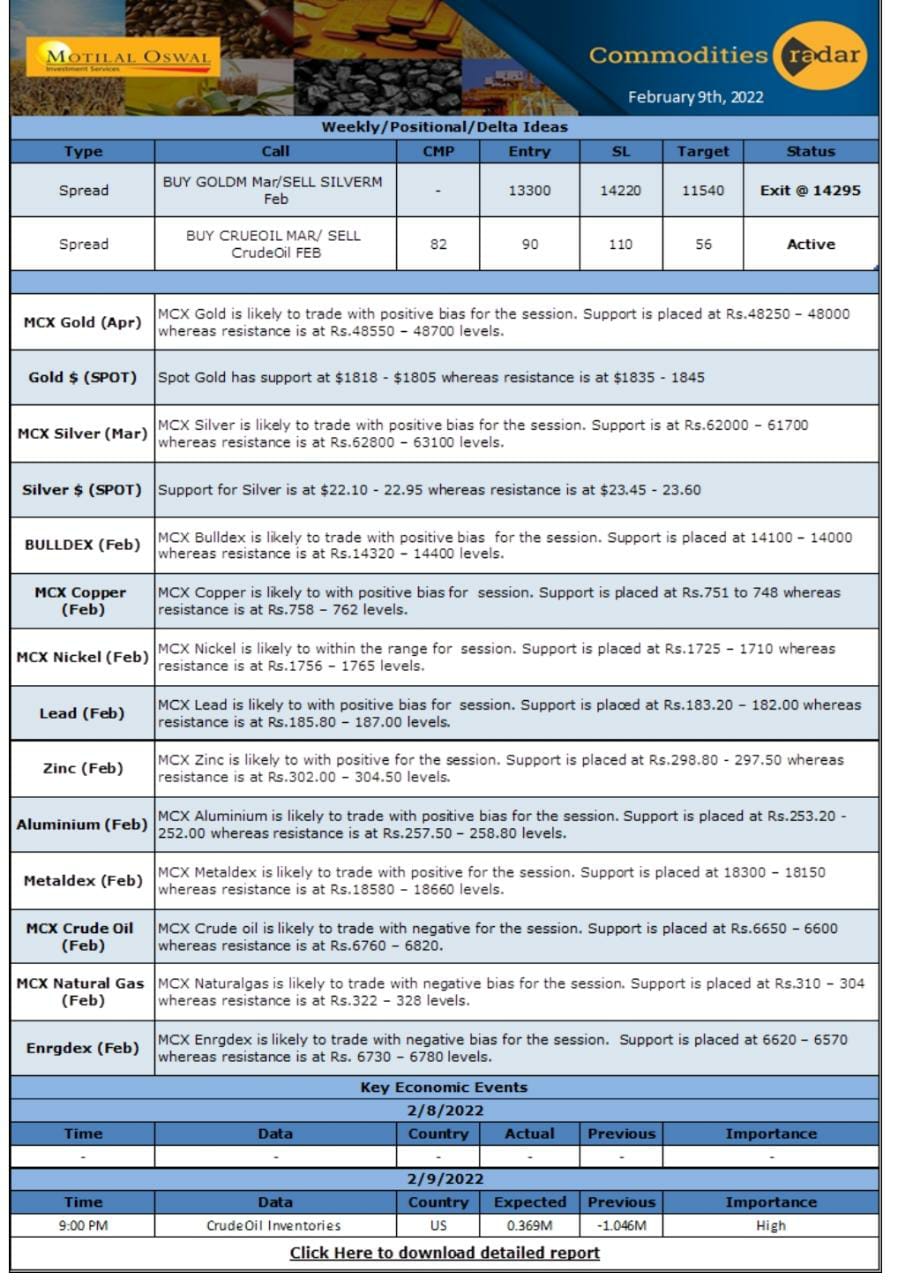 MOTILAL OSWAL
Investment Services
Commodities radar
February 9th, 2022
Weekly/Positional/Delta Ideas
Type Call CMP Entry SL Target Status
Spread BUY GOLDM Mar/SELL SILVERM - 13300 14220 11540 Exit @ 14295
Feb
Spread BUY CRUEOIL MAR/ SELL 82 90 110 56 Active
CrudeOil FEB
MCX Gold (Apr) MCX Gold is likely to trade with positive bias for the session. Support is placed at Rs.48250 – 48000
whereas resistance is at Rs.48550 – 48700 levels.
Gold $ (SPOT) Spot Gold has support at $1818 - $1805 whereas resistance is at $1835 - 1845
MCX Silver (Mar) MCX Silver is likely to trade with positive bias for the session. Support is at Rs.62000 – 61700
whereas resistance is at Rs.62800 – 63100 levels.
Silver $ (SPOT) Support for Silver is at $22.10 - 22.95 whereas resistance is at $23.45 - 23.60
BULLDEX (Feb) MCX Bulldex is likely to trade with positive bias for the session. Support is placed at 14100 – 14000
whereas resistance is at Rs.14320 – 14400 levels.
MCX Copper MCX Copper is likely to with positive bias for session. Support is placed at Rs.751 to 748 whereas
(Feb) resistance is at Rs.758 – 762 levels.
MCX Nickel (Feb) MCX Nickel is likely to within the range for session. Support is placed at Rs.1725 – 1710 whereas
resistance is at Rs.1756 – 1765 levels.
Lead (Feb) MCX Lead is likely to with positive bias for session. Support is placed at Rs.183.20 – 182.00 whereas
resistance is at Rs.185.80 – 187.00 levels.
Zinc (Feb) MCX Zinc is likely to with positive for the session. Support is placed at Rs.298.80 - 297.50 whereas
resistance is at Rs.302.00 – 304.50 levels.
Aluminium (Feb) MCX Aluminium is likely to trade with positive bias for the session. Support is placed at Rs.253.20 -
252.00 whereas resistance is at Rs.257.50 – 258.80 levels.
Metaldex (Feb) MCX Metaldex is likely to trade with positive for the session. Support is placed at 18300 – 18150
whereas resistance is at Rs.18580 – 18660 levels.
MCX Crude Oil MCX Crude oil is likely to trade with negative for the session. Support is placed at Rs.6650 – 6600
(Feb) whereas resistance is at Rs.6760 – 6820.
MCX Natural Gas MCX Naturalgas is likely to trade with negative bias for the session. Support is placed at Rs.310 – 304
(Feb) whereas resistance is at Rs.322 – 328 levels.
Enrgdex (Feb) MCX Enrgdex is likely to trade with negative bias for the session. Support is placed at 6620 – 6570
whereas resistance is at Rs. 6730 – 6780 levels.
Key Economic Events
2/8/2022
Time Data Country Actual Previous Importance
- - - - - -
2/9/2022
Time Data Country Expected Previous Importance
9:00 PM CrudeOil Inventories US 0.369M -1.046M High
Click Here to download detailed report